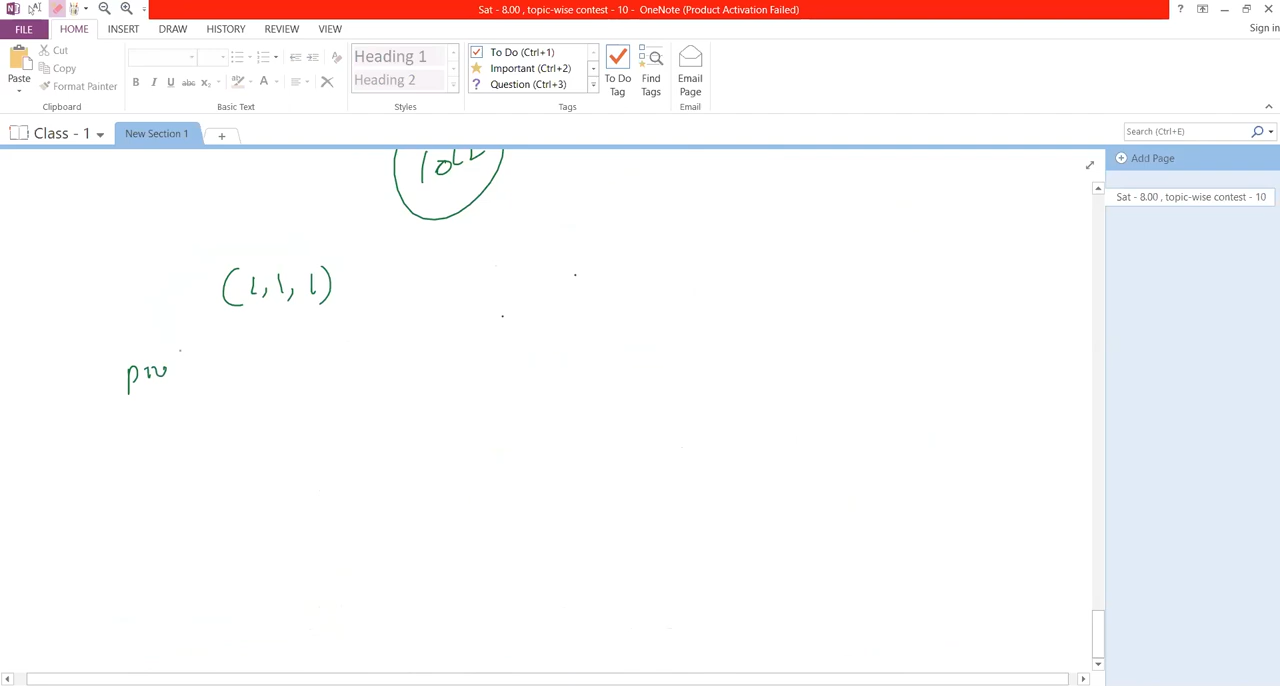 Sat - 8.00 , topic-wise contest - 10 - OneNote (Product Activation Failed)
FILE HOME INSERT DRAW HISTORY REVIEW VIEW Sign in
Paste Cut Copy Format Painter
Clipboard
B I U abc X₂ A
Basic Text
Heading 1
Heading 2
Styles
To Do (Ctrl+1)
Important (Ctrl+2)
Question (Ctrl+3)
To Do Tag
Find Tags
Tags
Email Page
Email
Class - 1 New Section 1 Search (Ctrl+E)
Add Page
Sat - 8.00 , topic-wise contest - 10
(1, 1, 1)